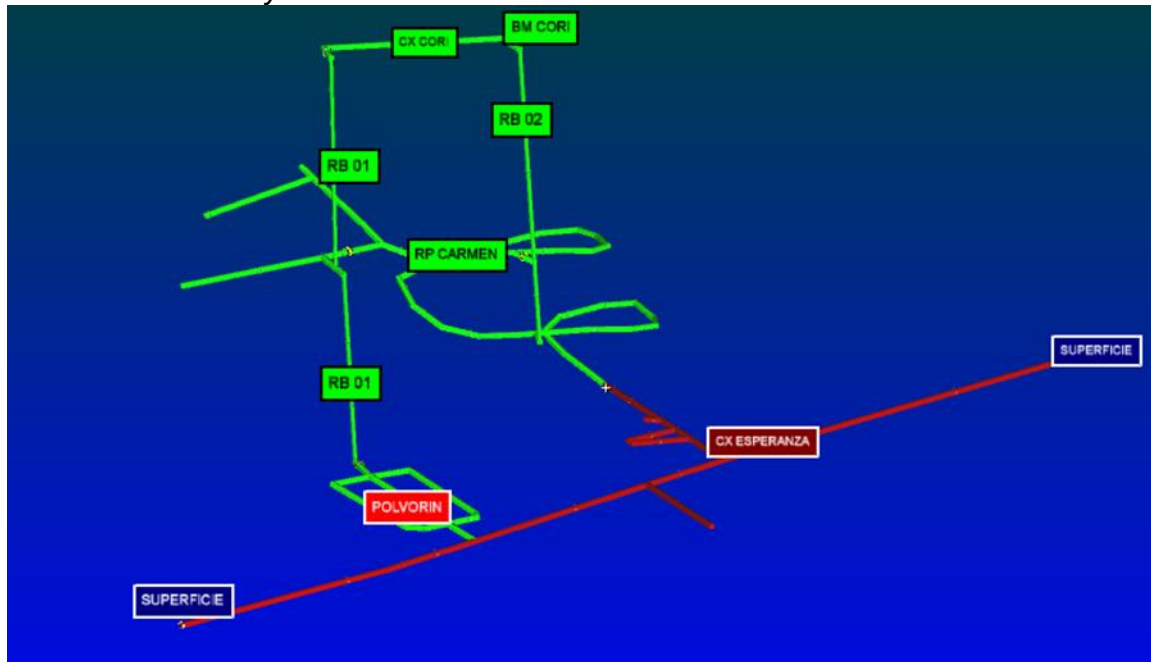 BM CORI
CX CORI
RB 02
RB 01
RP CARMEN
SUPERFICIE
RB 01
CX ESPERANZA
POLVORIN
SUPERFICIE